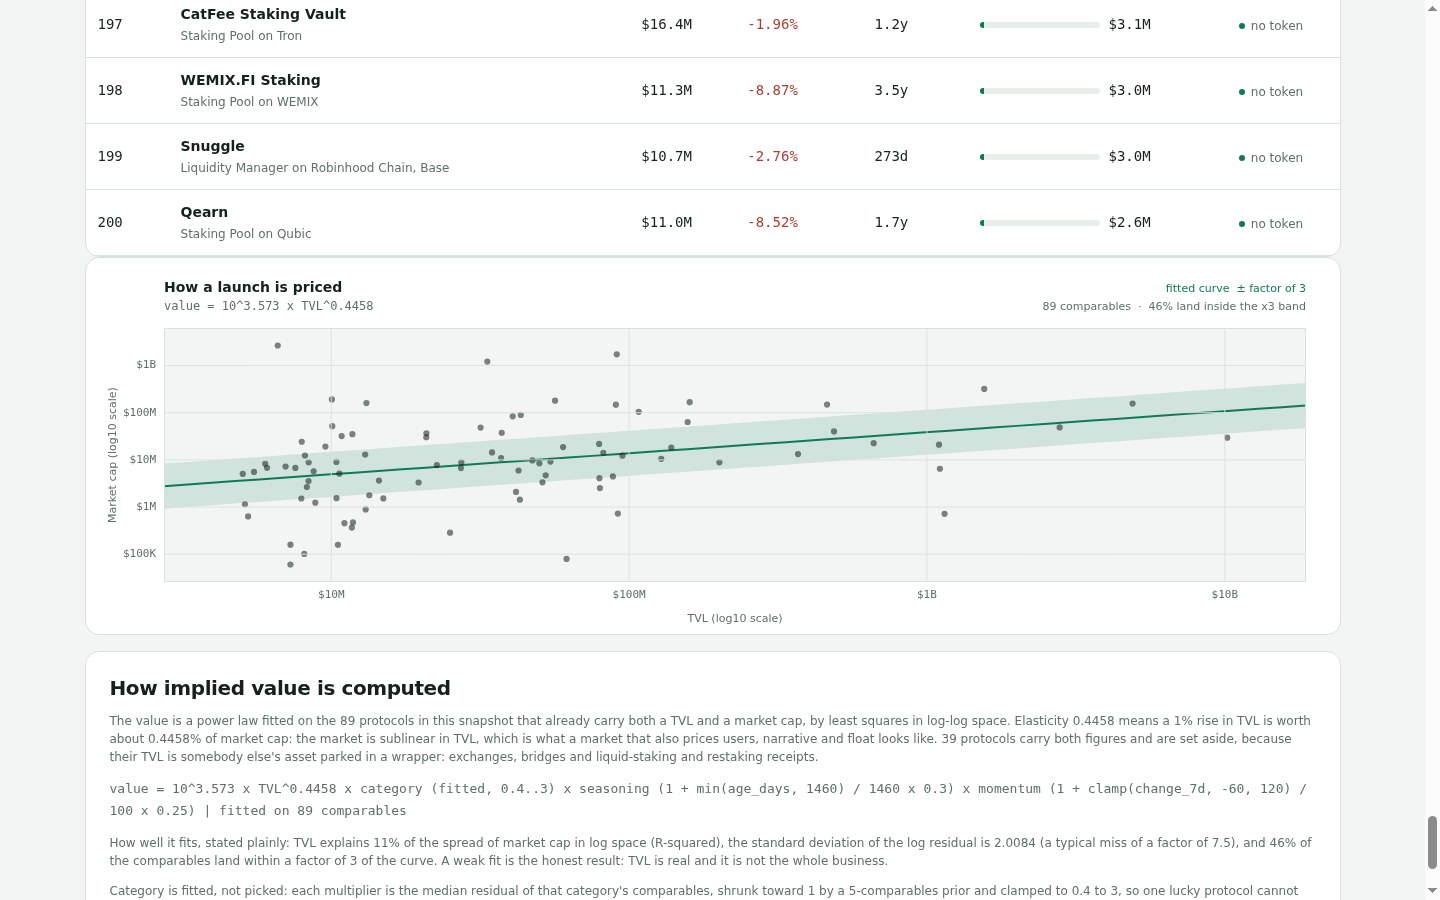 197 CatFee Staking Vault $16.4M -1.96% 1.2y $3.1M no token
Staking Pool on Tron
198 WEMIX.FI Staking $11.3M -8.87% 3.5y $3.0M no token
Staking Pool on WEMIX
199 Snuggle $10.7M -2.76% 273d $3.0M no token
Liquidity Manager on Robinhood Chain, Base
200 Qearn $11.0M -8.52% 1.7y $2.6M no token
Staking Pool on Qubic
How a launch is priced
fitted curve ± factor of 3
value = 10^3.573 x TVL^0.4458
89 comparables · 46% land inside the x3 band
Market cap (log10 scale)
$1B
$100M
$10M
$1M
$100K
$10M $100M $1B $10B
TVL (log10 scale)
How implied value is computed
The value is a power law fitted on the 89 protocols in this snapshot that already carry both a TVL and a market cap, by least squares in log-log space. Elasticity 0.4458 means a 1% rise in TVL is worth
about 0.4458% of market cap: the market is sublinear in TVL, which is what a market that also prices users, narrative and float looks like. 39 protocols carry both figures and are set aside, because
their TVL is somebody else's asset parked in a wrapper: exchanges, bridges and liquid-staking and restaking receipts.
value = 10^3.573 x TVL^0.4458 x category (fitted, 0.4..3) x seasoning (1 + min(age_days, 1460) / 1460 x 0.3) x momentum (1 + clamp(change_7d, -60, 120) /
100 x 0.25) | fitted on 89 comparables
How well it fits, stated plainly: TVL explains 11% of the spread of market cap in log space (R-squared), the standard deviation of the log residual is 2.0084 (a typical miss of a factor of 7.5), and 46% of
the comparables land within a factor of 3 of the curve. A weak fit is the honest result: TVL is real and it is not the whole business.
Category is fitted, not picked: each multiplier is the median residual of that category's comparables, shrunk toward 1 by a 5-comparables prior and clamped to 0.4 to 3, so one lucky protocol cannot